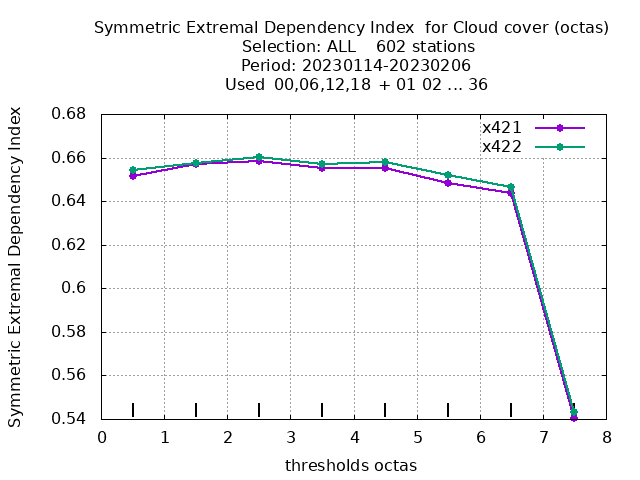 Symmetric Extremal Dependency Index  for Cloud cover (octas)
Selection: ALL    602 stations
Period: 20230114-20230206
Used  00,06,12,18 + 01 02 ... 36
Symmetric Extremal Dependency Index
0.68
0.66
0.64
0.62
0.6
0.58
0.56
0.54
x421
x422
0 1 2 3 4 5 6 7 8
thresholds octas